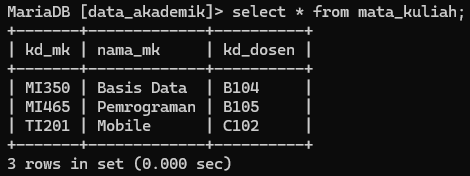 MariaDB [data_akademik]> select * from mata_kuliah;
+-------+-------------+----------+
| kd_mk | nama_mk     | kd_dosen |
+-------+-------------+----------+
| MI350 | Basis Data  | B104     |
| MI465 | Pemrograman | B105     |
| TI201 | Mobile      | C102     |
+-------+-------------+----------+
3 rows in set (0.000 sec)